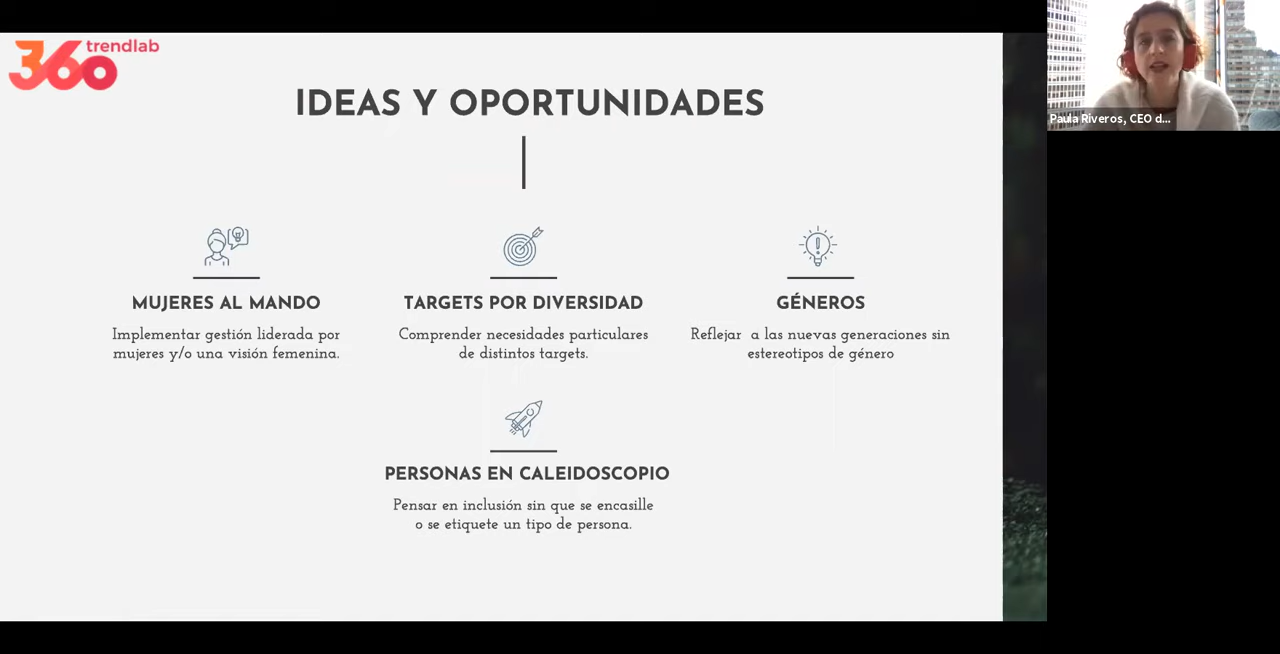 360 trendlab
Paula Riveros, CEO d...
IDEAS Y OPORTUNIDADES
MUJERES AL MANDO
Implementar gestión liderada por
mujeres y/o una visión femenina.
TARGETS POR DIVERSIDAD
Comprender necesidades particulares
de distintos targets.
GÉNEROS
Reflejar a las nuevas generaciones sin
estereotipos de género
PERSONAS EN CALEIDOSCOPIO
Pensar en inclusión sin que se encasille
o se etiquete un tipo de persona.